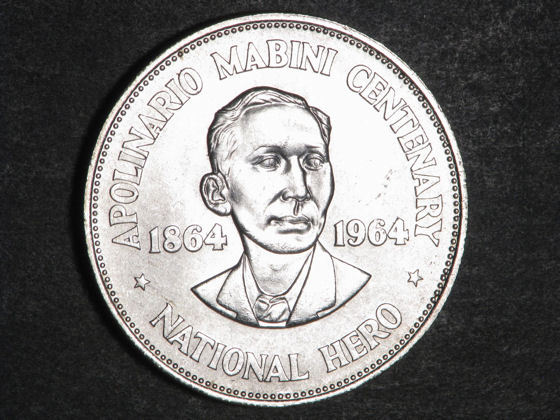 APOLINARIO MABINI CENTENARY
1864 1964
NATIONAL HERO